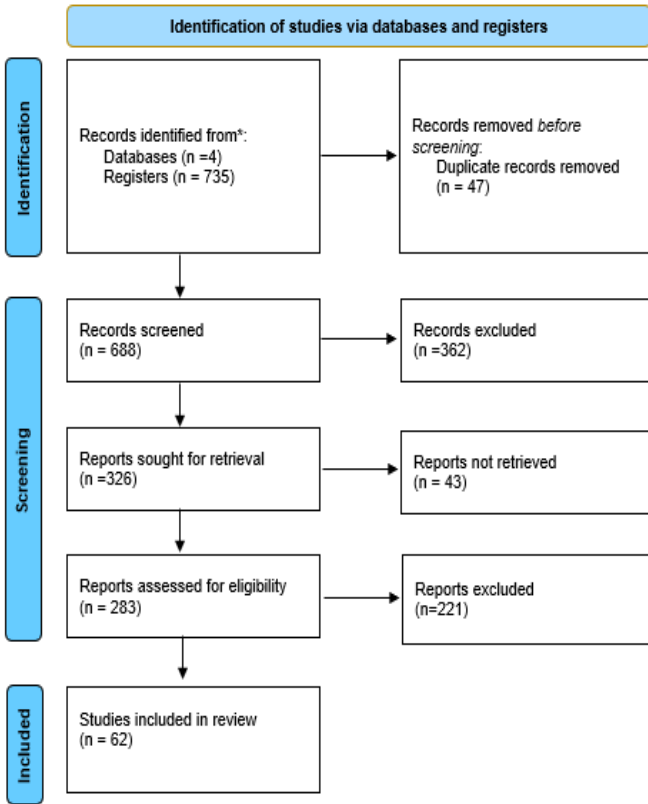 Identification of studies via databases and registers
Identification
Records identified from*:
Databases (n =4)
Registers (n = 735)
Records removed before
screening:
Duplicate records removed
(n = 47)
Screening
Records screened
(n = 688)
Records excluded
(n =362)
Reports sought for retrieval
(n =326)
Reports not retrieved
(n = 43)
Reports assessed for eligibility
(n = 283)
Reports excluded
(n=221)
Included
Studies included in review
(n = 62)